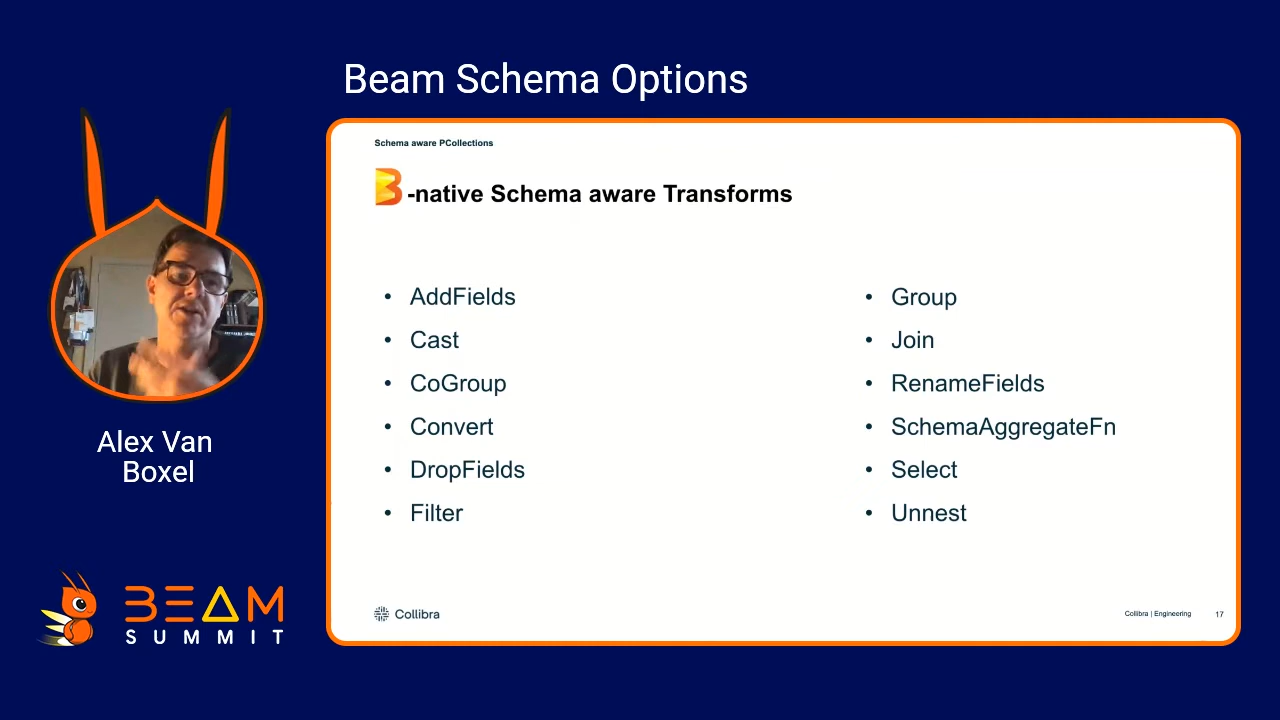 Beam Schema Options
Schema aware PCollections
-native Schema aware Transforms
• AddFields
• Cast
• CoGroup
• Convert
• DropFields
• Filter
• Group
• Join
• RenameFields
• SchemaAggregateFn
• Select
• Unnest
Collibra
Collibra | Engineering
17
Alex Van
Boxel
BEAM
SUMMIT